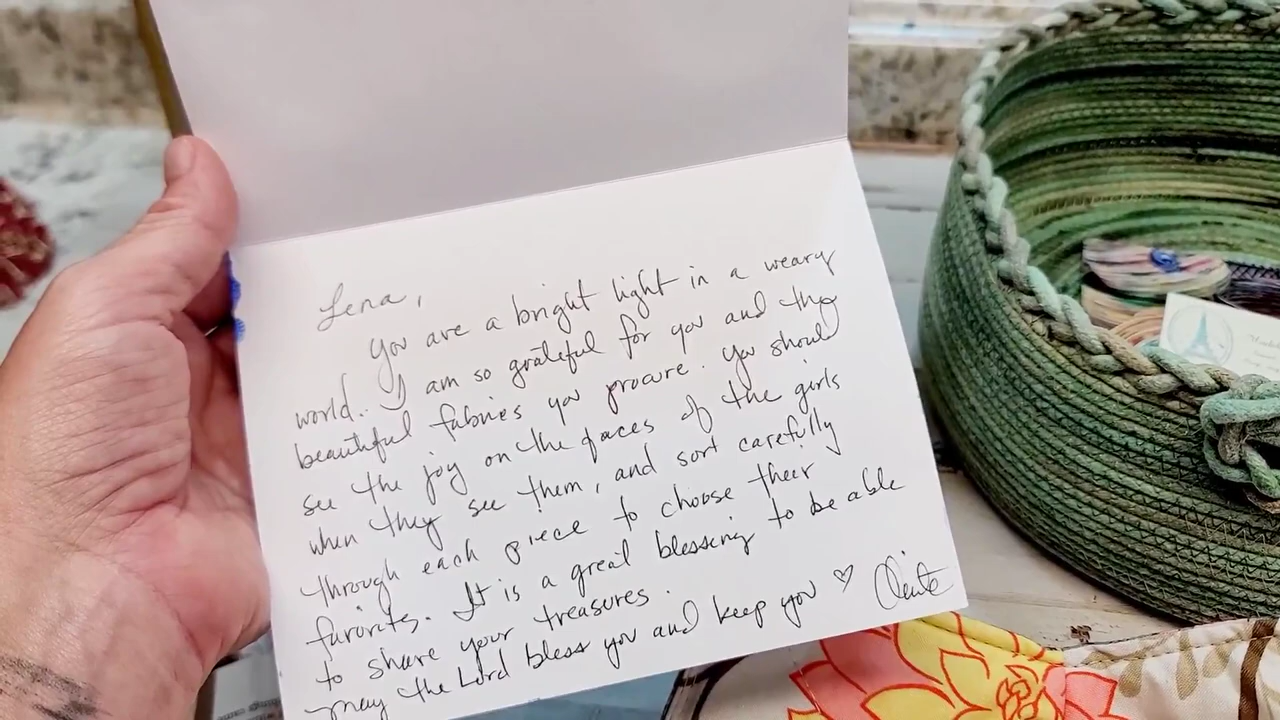 Lena,
You are a bright light in a weary
world. I am so grateful for you and the
beautiful fabrics you procure. You should
see the joy on the faces of the girls
when they see them, and sort carefully
through each piece to choose their
favorites. It is a great blessing to be able
to share your treasures.
May the Lord bless you and keep you ♡